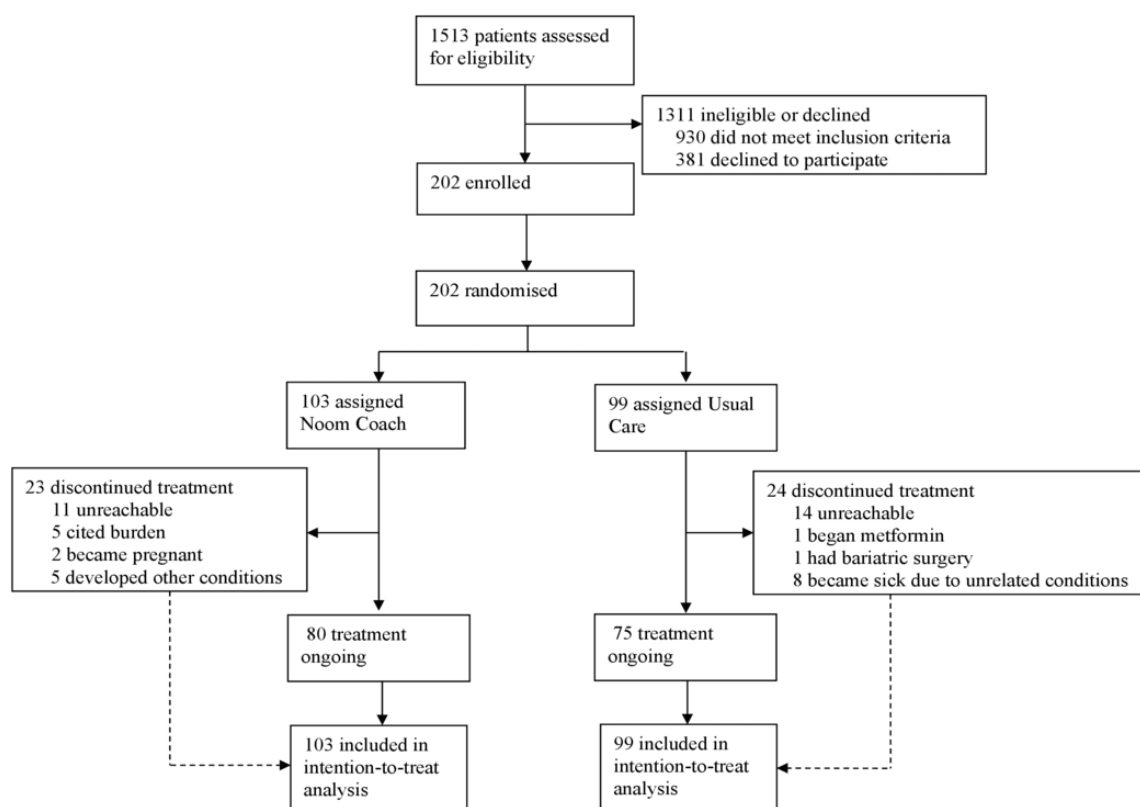 1513 patients assessed
for eligibility
1311 ineligible or declined
930 did not meet inclusion criteria
381 declined to participate
202 enrolled
202 randomised
103 assigned
Noom Coach
99 assigned Usual
Care
23 discontinued treatment
11 unreachable
5 cited burden
2 became pregnant
5 developed other conditions
24 discontinued treatment
14 unreachable
1 began metformin
1 had bariatric surgery
8 became sick due to unrelated conditions
80 treatment
ongoing
75 treatment
ongoing
103 included in
intention-to-treat
analysis
99 included in
intention-to-treat
analysis